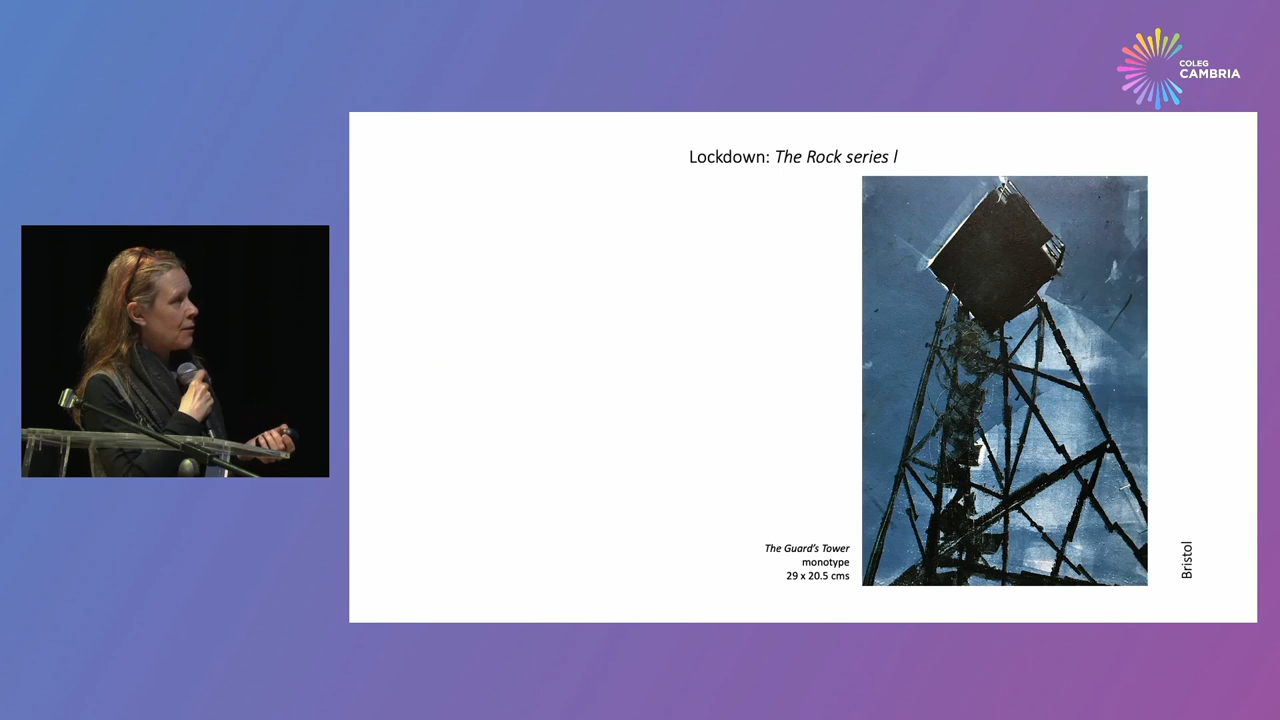 COLEG
CAMBRIA
Lockdown: The Rock series l
The Guard's Tower
monotype
29 x 20.5 cms
Bristol